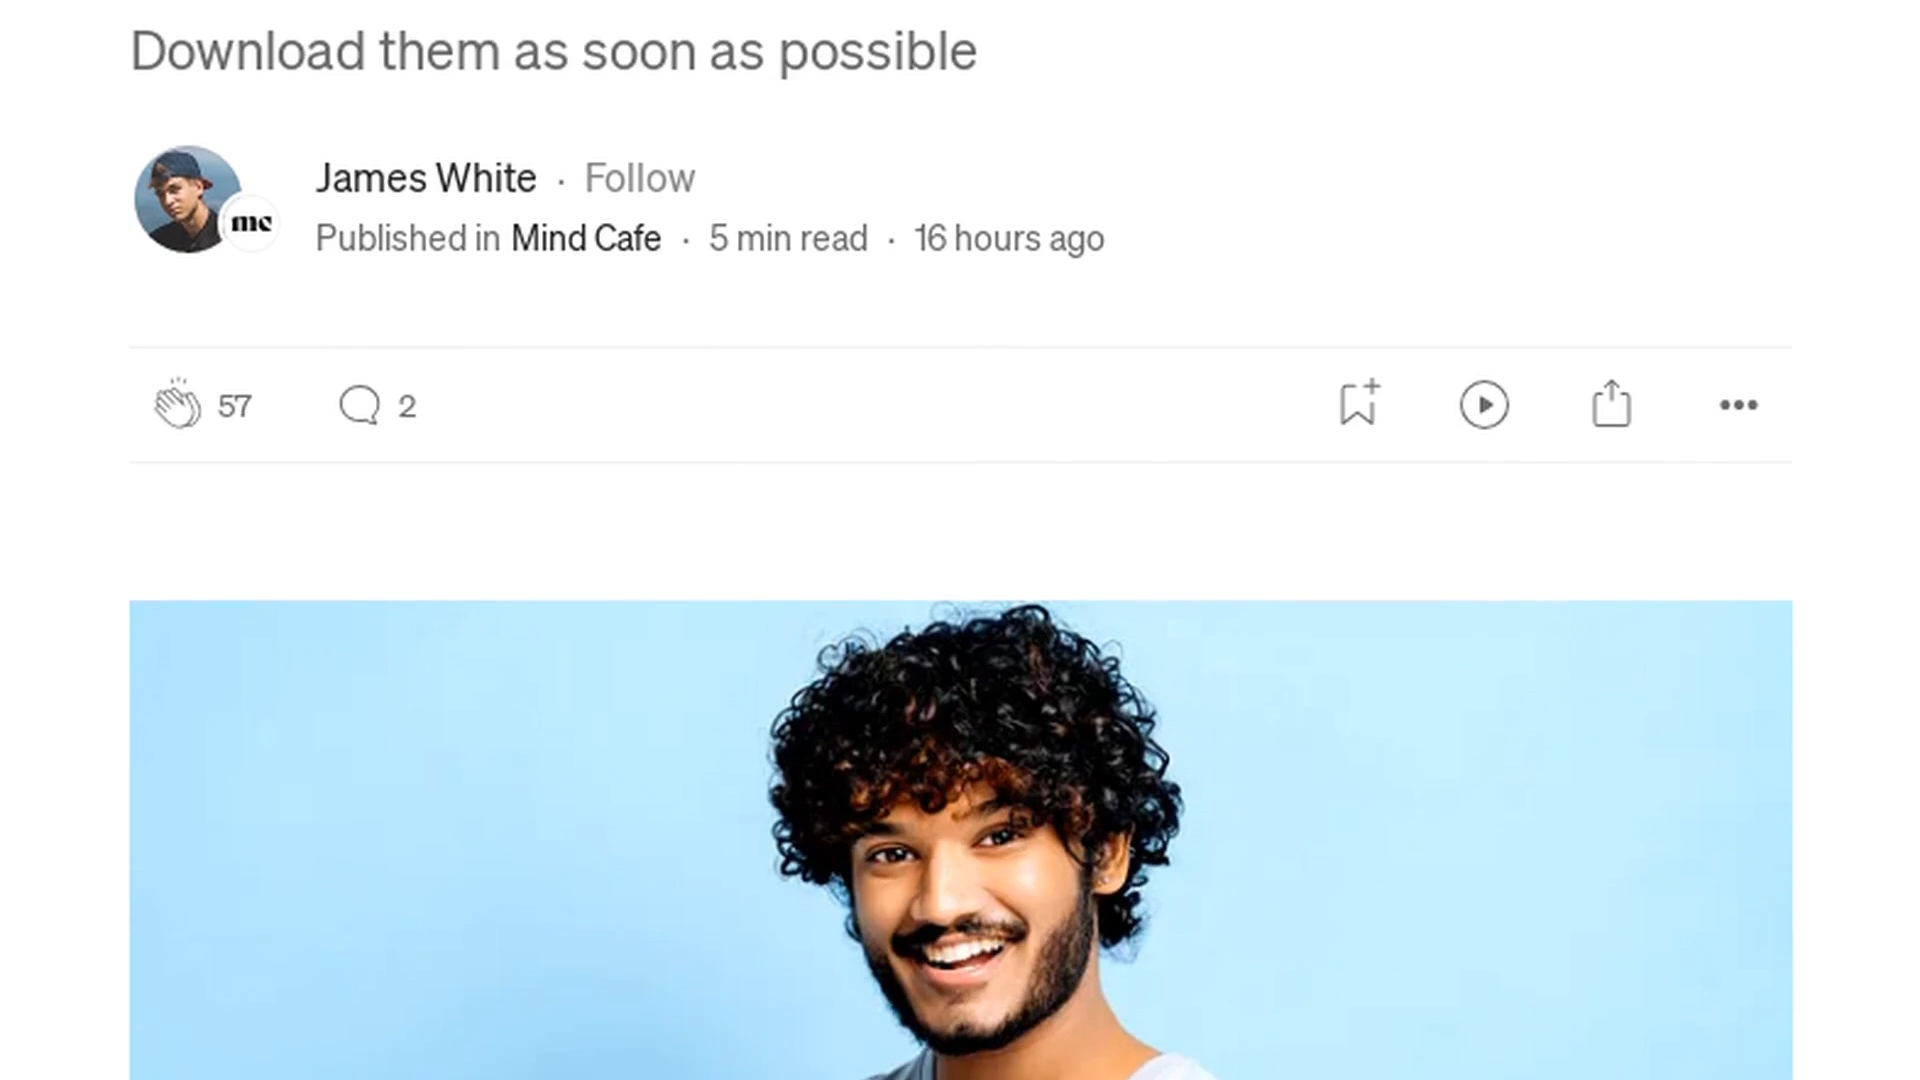 Download them as soon as possible
James White · Follow
mc
Published in Mind Cafe · 5 min read · 16 hours ago
57 2